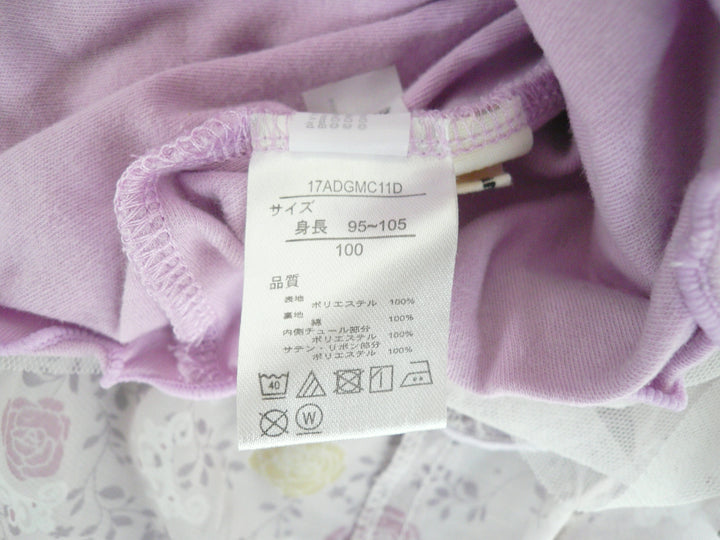 17ADGMC11D
サイズ
身長 95~105
100
品質
表地
ポリエステル 100%
裏地
綿 100%
内側チュール部分
ポリエステル 100%
サテン・リボン部分
ポリエステル 100%
40
W